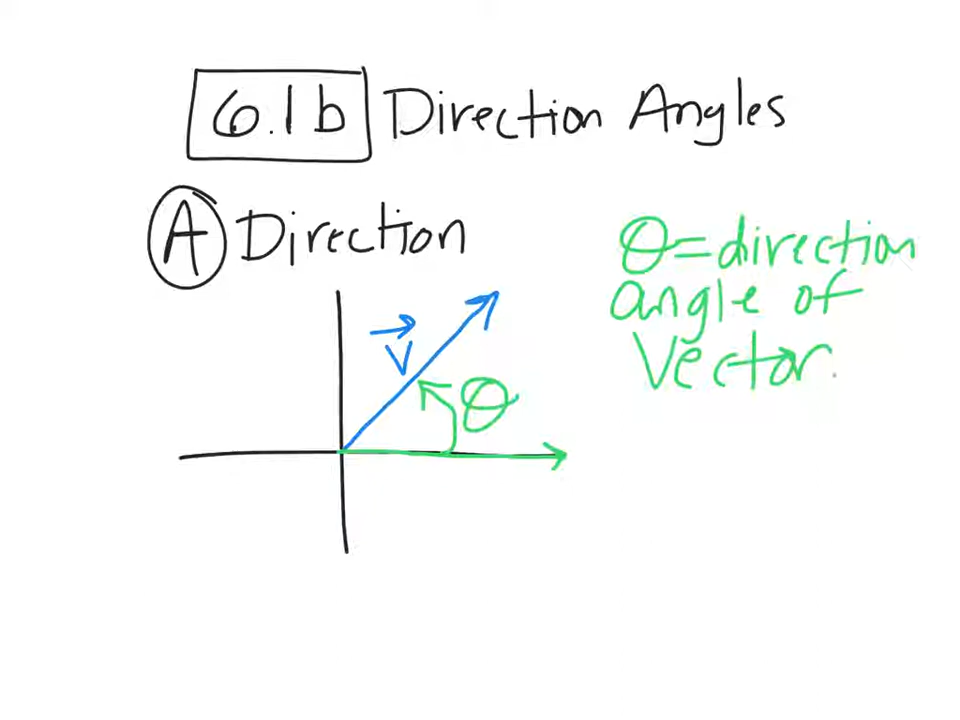 6.1b Direction Angles
A Direction
θ = direction
angle of
Vector.
V
θ